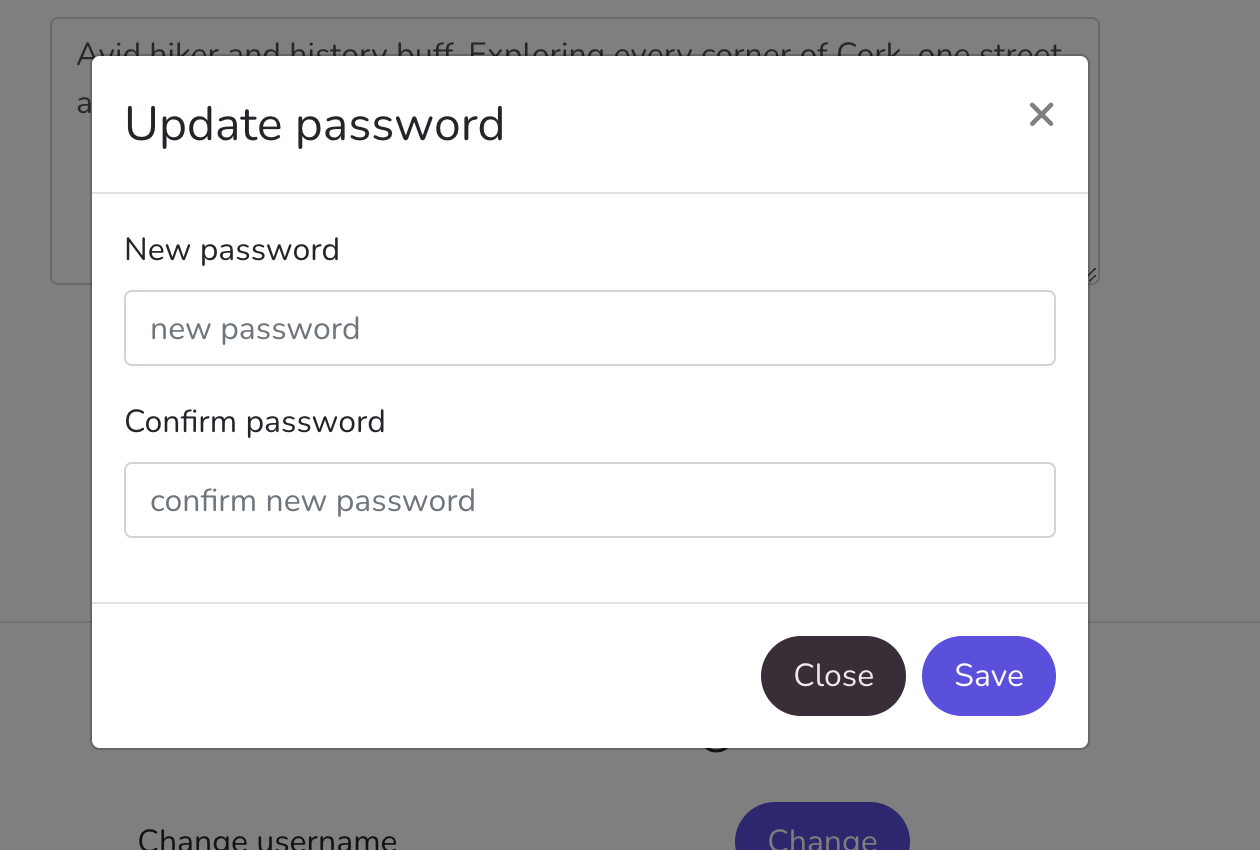 Avid hiker and history buff. Exploring every corner of Cork, one street
a
Update password
New password
new password
Confirm password
confirm new password
Close Save
Change username Change